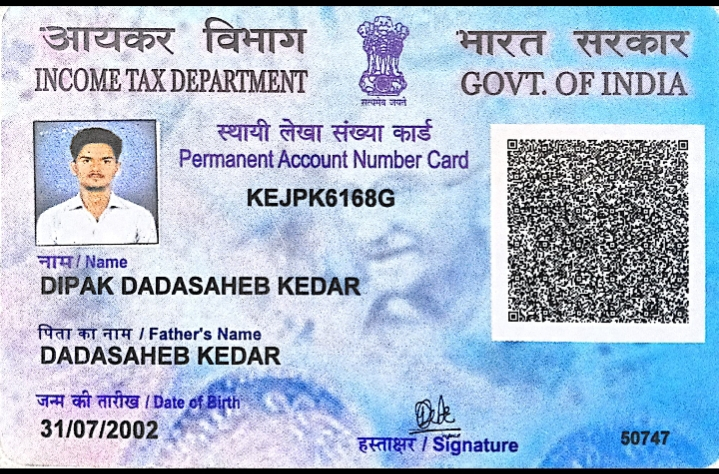 आयकर विभाग
INCOME TAX DEPARTMENT
सत्यमेव जयते
भारत सरकार
GOVT. OF INDIA
स्थायी लेखा संख्या कार्ड
Permanent Account Number Card
KEJPK6168G
नाम / Name
DIPAK DADASAHEB KEDAR
पिता का नाम / Father's Name
DADASAHEB KEDAR
जन्म की तारीख / Date of Birth
31/07/2002
हस्ताक्षर / Signature
50747